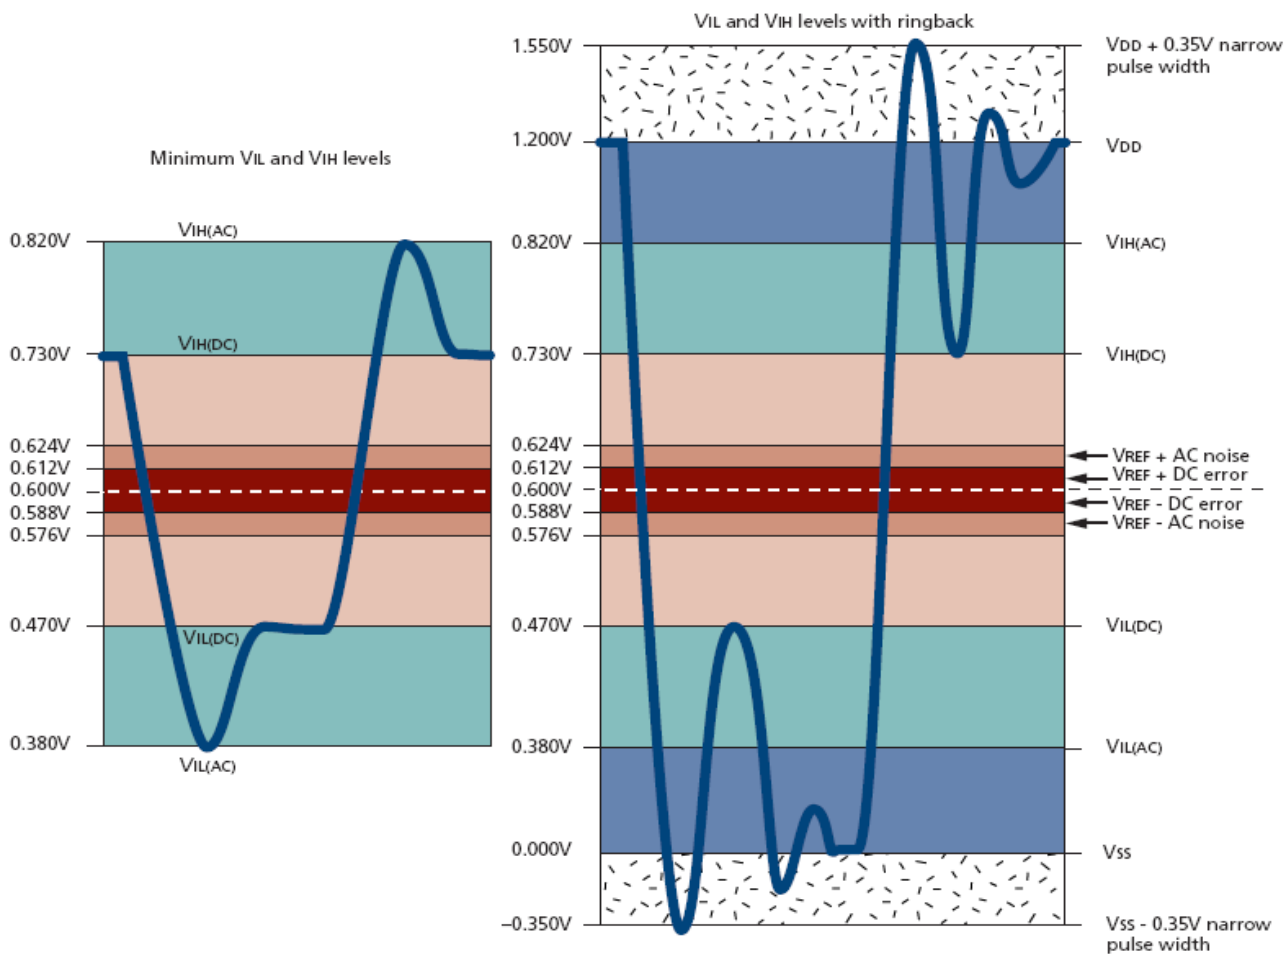 VIL and VIH levels with ringback
Minimum VIL and VIH levels
VIH(AC)
0.820V
VIH(DC)
0.730V
0.624V
0.612V
0.600V
0.588V
0.576V
0.470V
VIL(DC)
0.380V
VIL(AC)
1.550V
1.200V
0.820V
0.730V
0.624V
0.612V
0.600V
0.588V
0.576V
0.470V
0.380V
0.000V
−0.350V
VDD + 0.35V narrow
pulse width
VDD
VIH(AC)
VIH(DC)
VREF + AC noise
VREF + DC error
VREF - DC error
VREF - AC noise
VIL(DC)
VIL(AC)
VSS
VSS - 0.35V narrow
pulse width